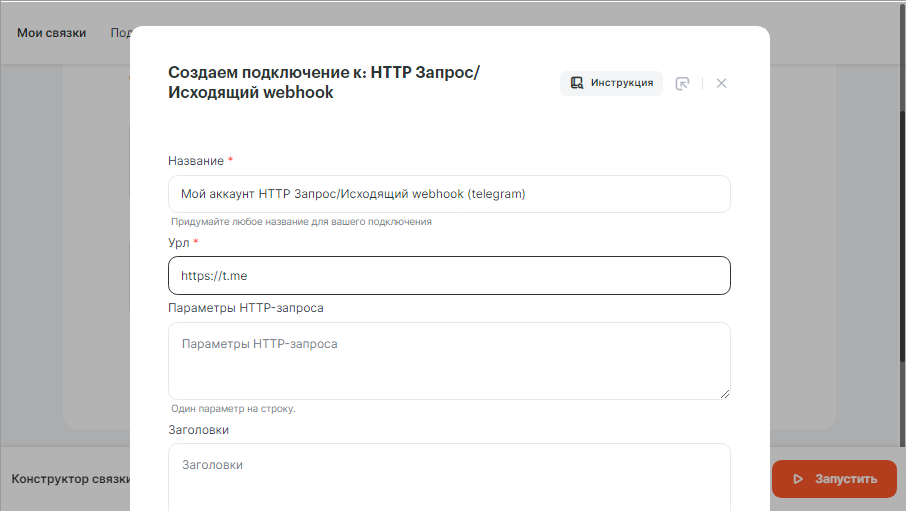 Мои связки
Создаем подключение к: HTTP Запрос/
Исходящий webhook
Инструкция
Название *
Мой аккаунт HTTP Запрос/Исходящий webhook (telegram)
Придумайте любое название для вашего подключения
Урл *
https://t.me
Параметры HTTP-запроса
Параметры HTTP-запроса
Один параметр на строку.
Заголовки
Заголовки
Конструктор связки
Запустить